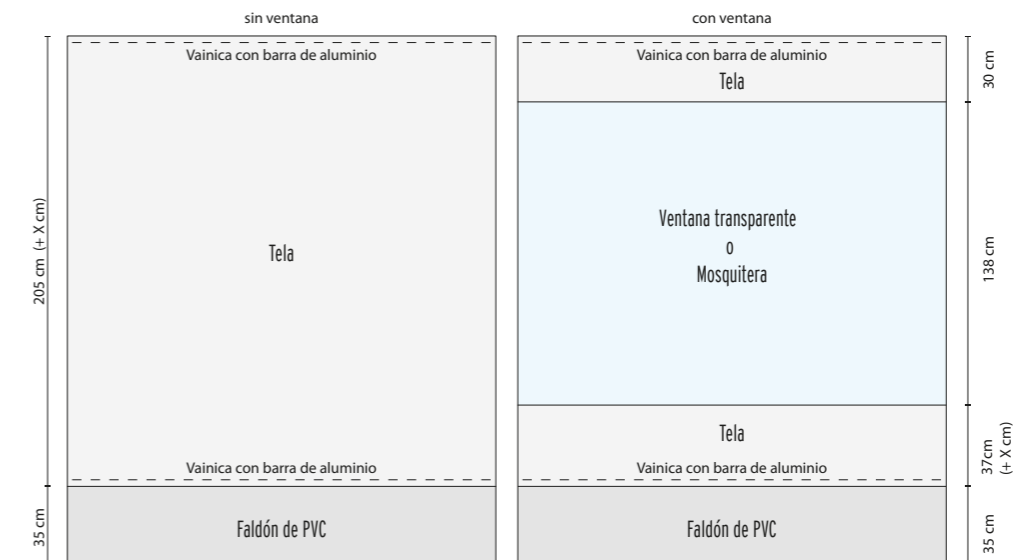 sin ventana
Vainica con barra de aluminio
Tela
Vainica con barra de aluminio
Faldón de PVC
205 cm (+ X cm)
35 cm
con ventana
Vainica con barra de aluminio
Tela
Ventana transparente
o
Mosquitera
Tela
Vainica con barra de aluminio
Faldón de PVC
30 cm
138 cm
37cm
(+ X cm)
35 cm